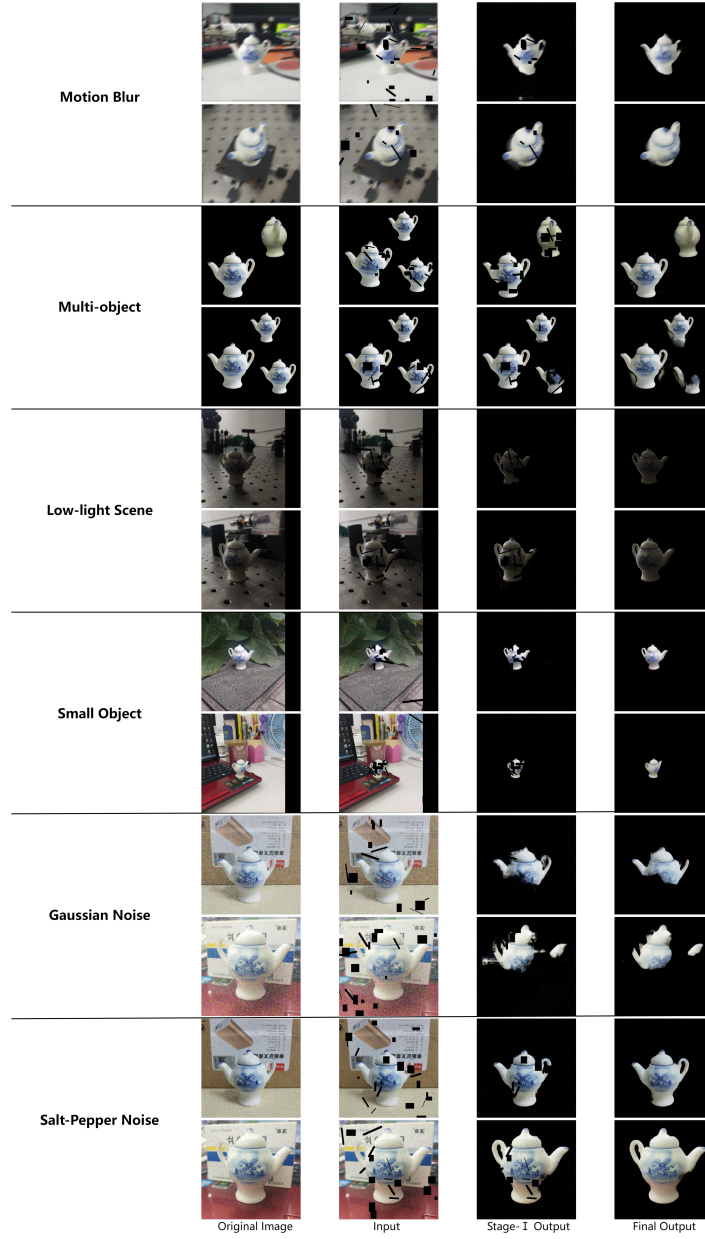 Motion Blur
Multi-object
Low-light Scene
Small Object
Gaussian Noise
Salt-Pepper Noise
Original Image
Input
Stage-Ⅰ Output
Final Output